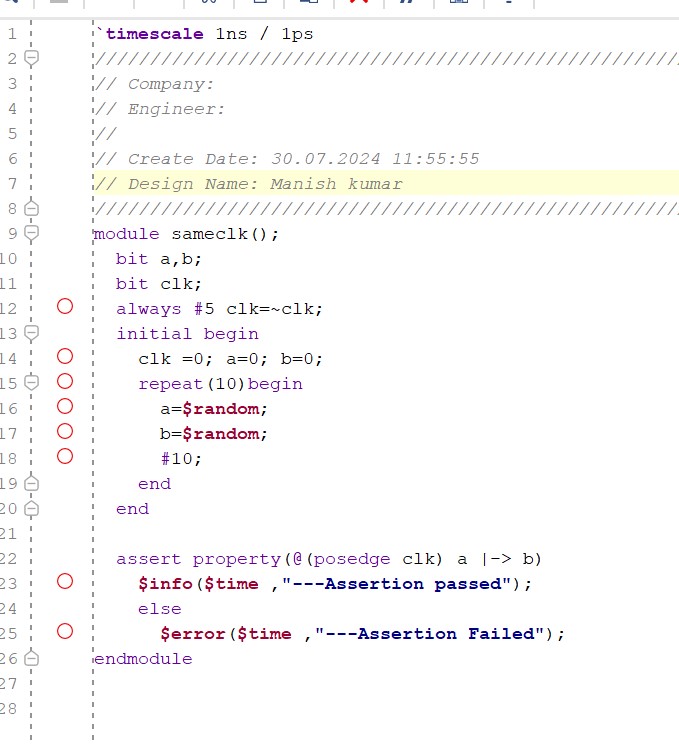 1 `timescale 1ns / 1ps
2 /////////////////////////////////////////////////////
3 // Company:
4 // Engineer:
5 //
6 // Create Date: 30.07.2024 11:55:55
7 // Design Name: Manish kumar
8 /////////////////////////////////////////////////////
9 module sameclk();
10 bit a,b;
11 bit clk;
12 always #5 clk=~clk;
13 initial begin
14 clk =0; a=0; b=0;
15 repeat(10)begin
16 a=$random;
17 b=$random;
18 #10;
19 end
20 end
21
22 assert property(@(posedge clk) a |-> b)
23 $info($time ,"---Assertion passed");
24 else
25 $error($time ,"---Assertion Failed");
26 endmodule
27
28